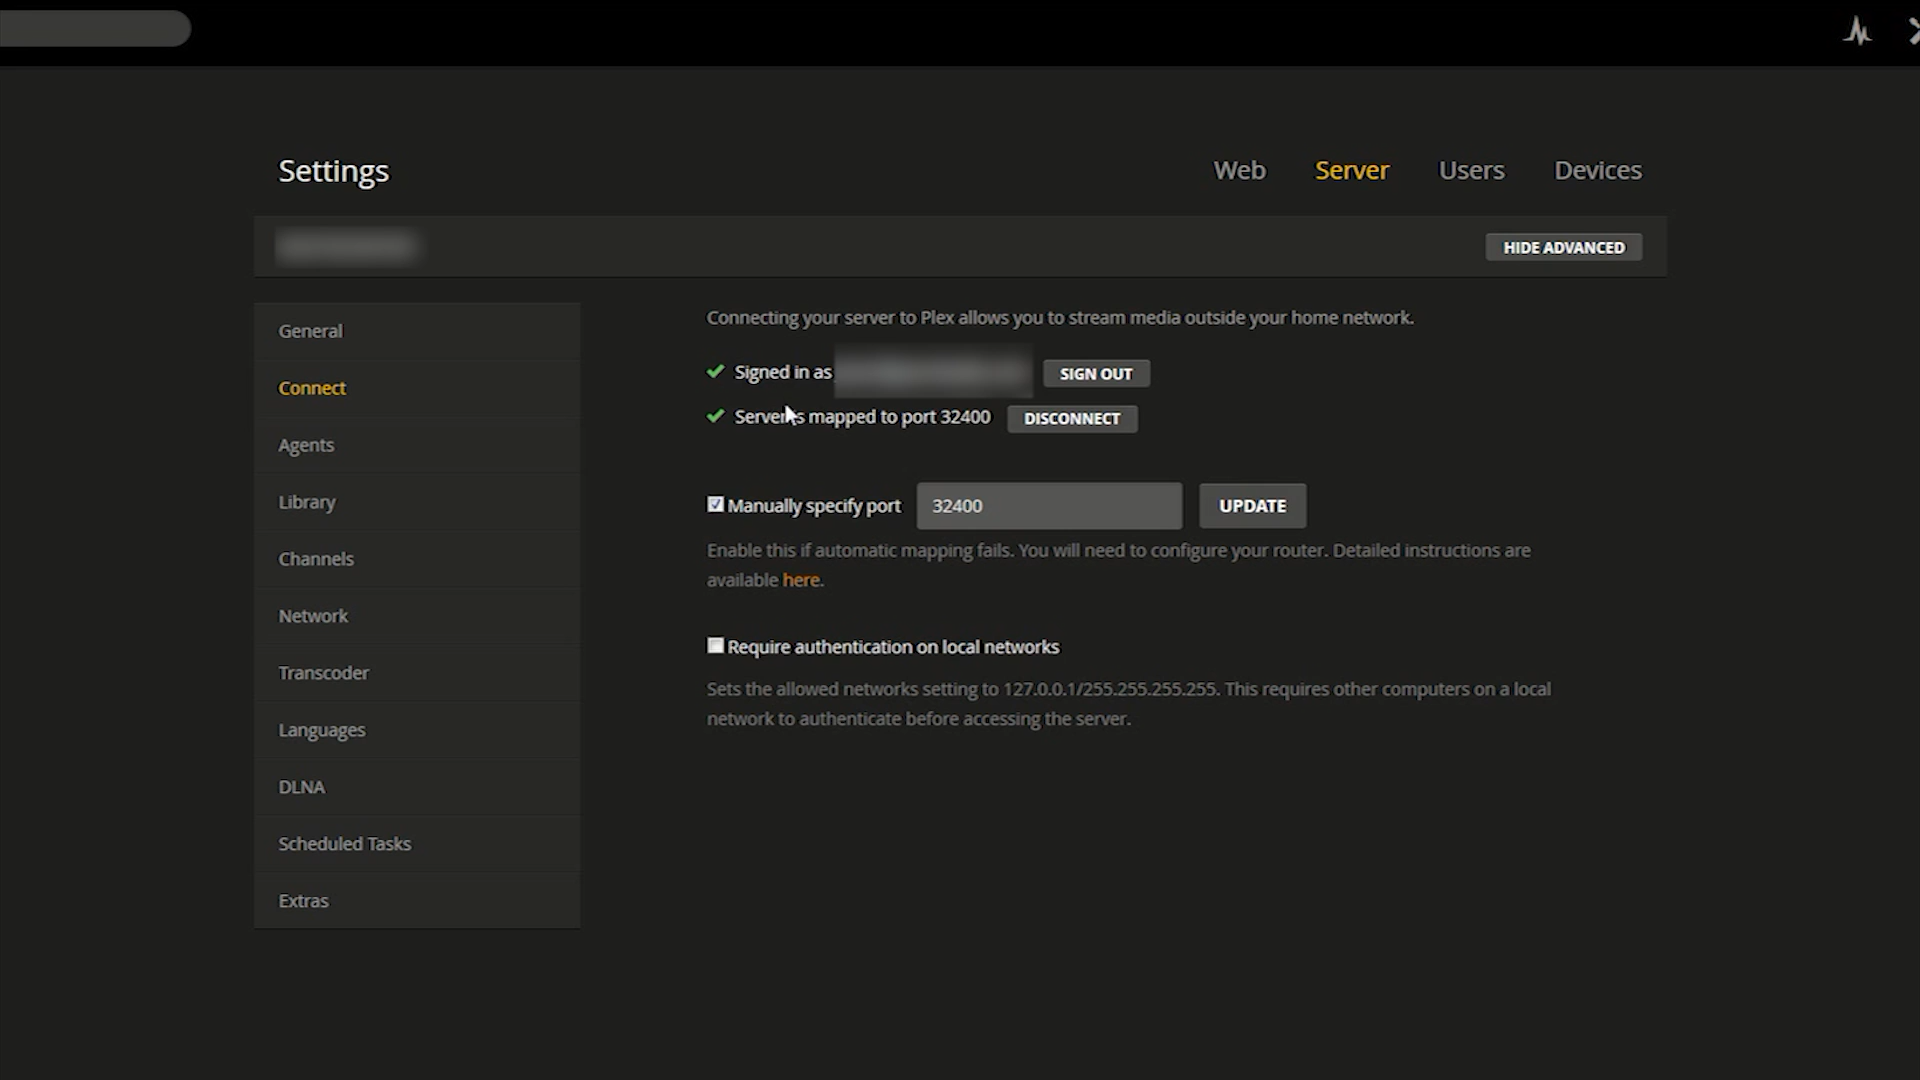 Settings
Web Server Users Devices
HIDE ADVANCED
General
Connect
Agents
Library
Channels
Network
Transcoder
Languages
DLNA
Scheduled Tasks
Extras
Connecting your server to Plex allows you to stream media outside your home network.
Signed in as SIGN OUT
Server is mapped to port 32400 DISCONNECT
Manually specify port 32400 UPDATE
Enable this if automatic mapping fails. You will need to configure your router. Detailed instructions are
available here.
Require authentication on local networks
Sets the allowed networks setting to 127.0.0.1/255.255.255.255. This requires other computers on a local
network to authenticate before accessing the server.